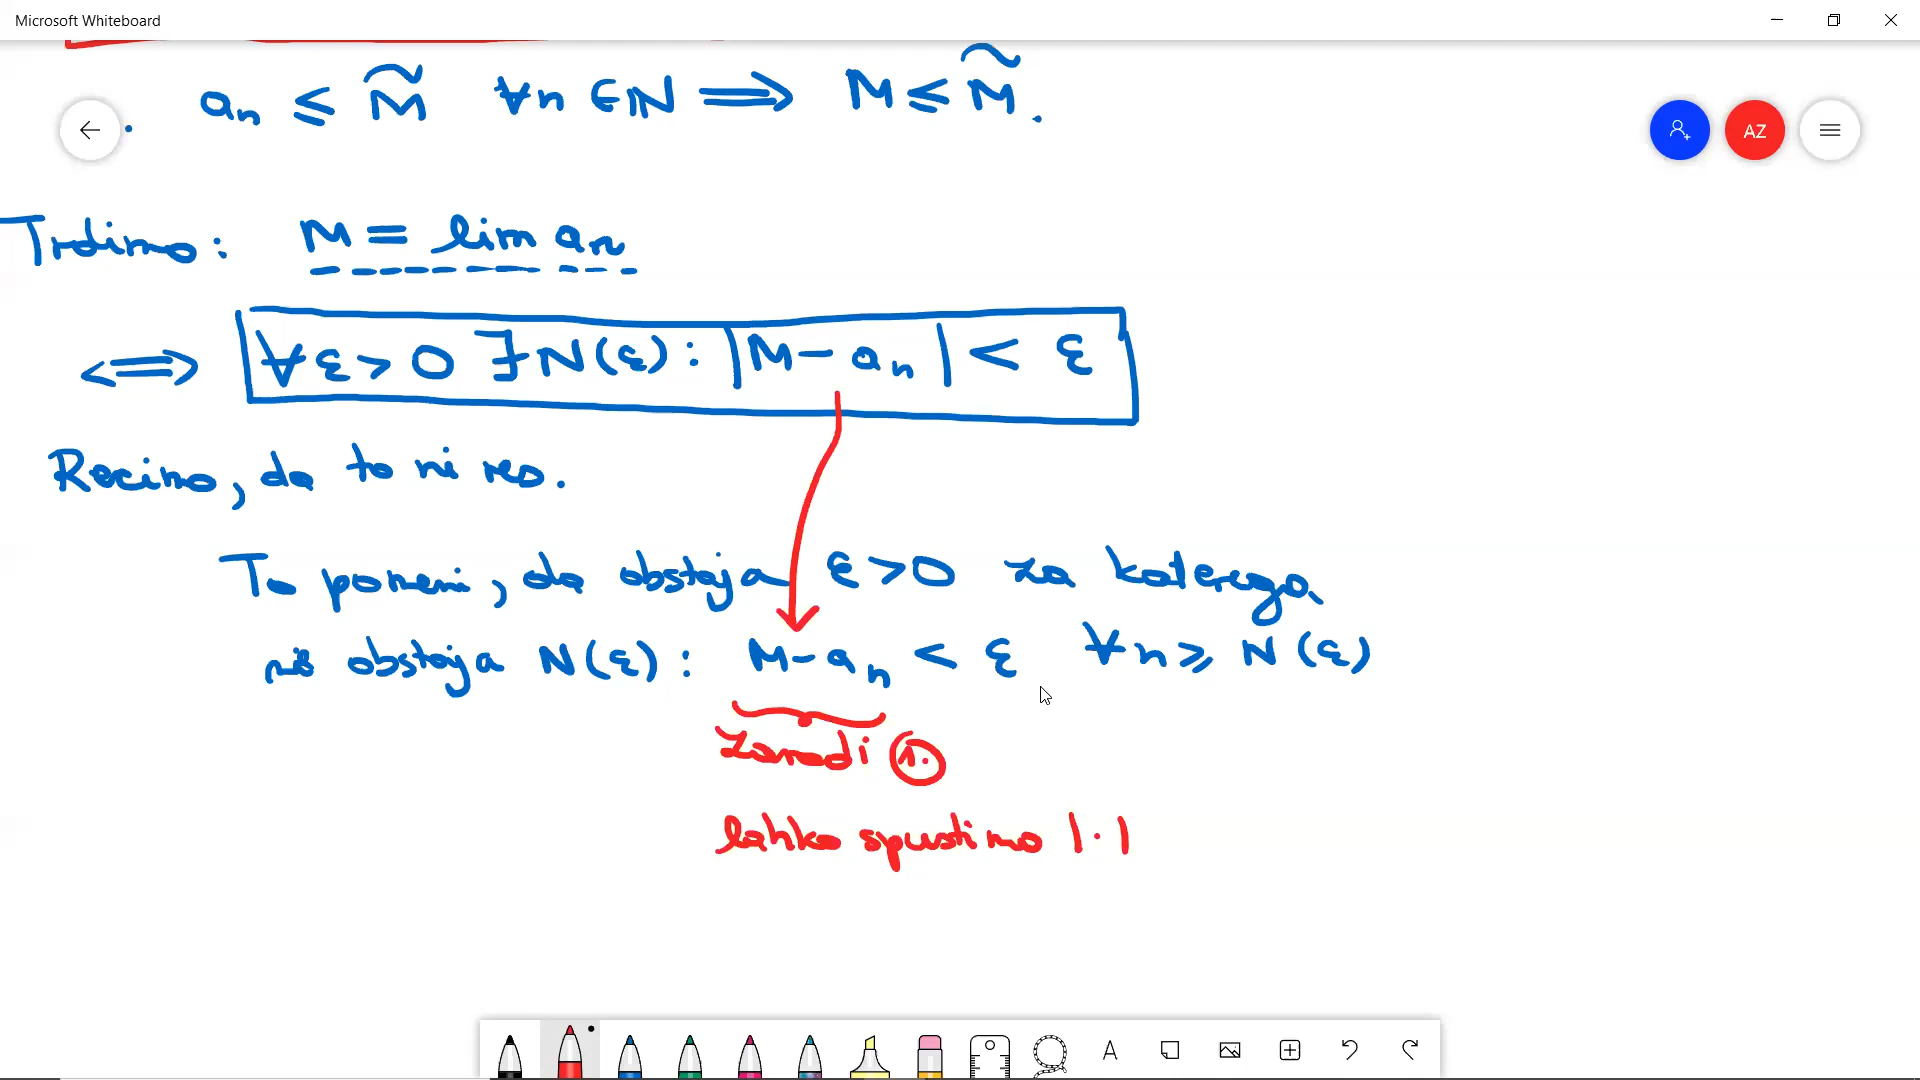 Microsoft Whiteboard
. aₙ ≤ M̃ ∀n ∈ ℕ ⟹ M ≤ M̃.
AZ
Trdimo: M = lim aₙ
⟺ ∀ε > 0 ∃N(ε): |M - aₙ| < ε
Recimo, da to ni res.
To pomeni, da obstaja ε > 0 za katerega
ne obstaja N(ε): M - aₙ < ε ∀n ≥ N(ε)
zaradi 1.
lahko spustimo |·|